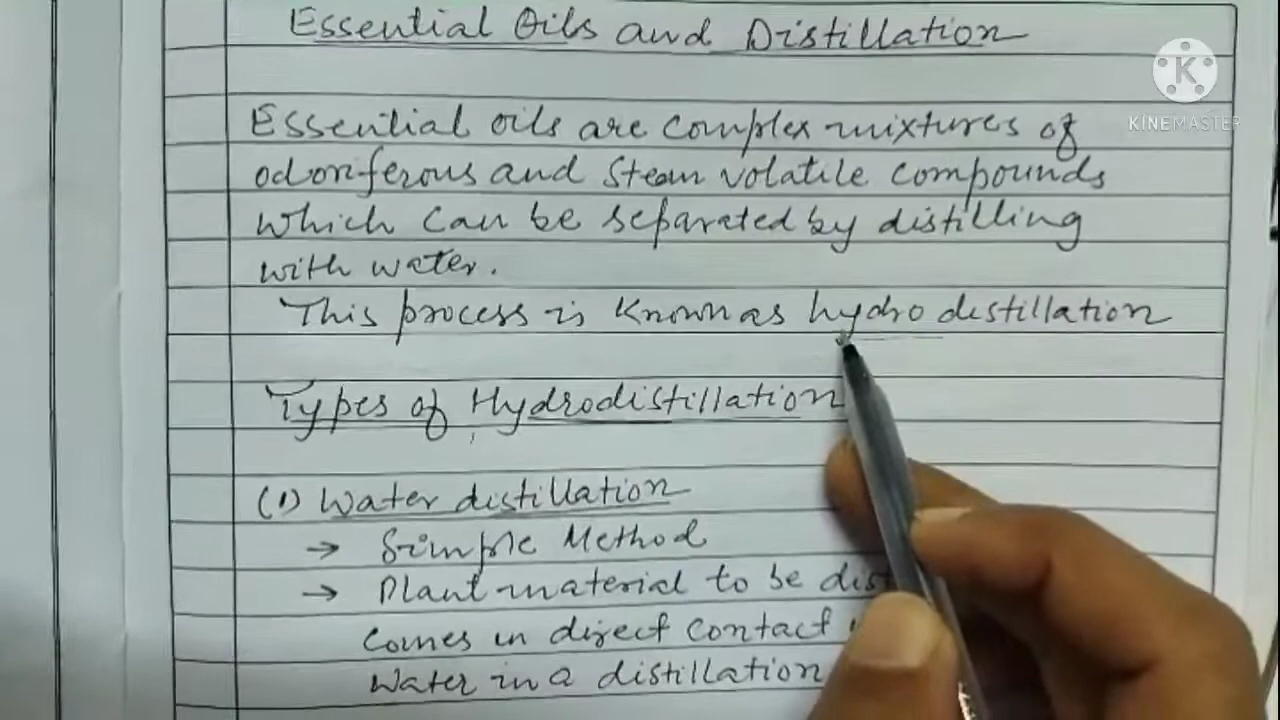 Essential Oils and Distillation
KINEMASTER
Essential oils are complex mixtures of
odoriferous and steam volatile compounds
which can be separated by distilling
with water.
This process is known as hydro distillation
Types of Hydrodistillation
(1) Water distillation
→ Simple Method
→ Plant material to be
Comes in direct contact
Water in a distillation